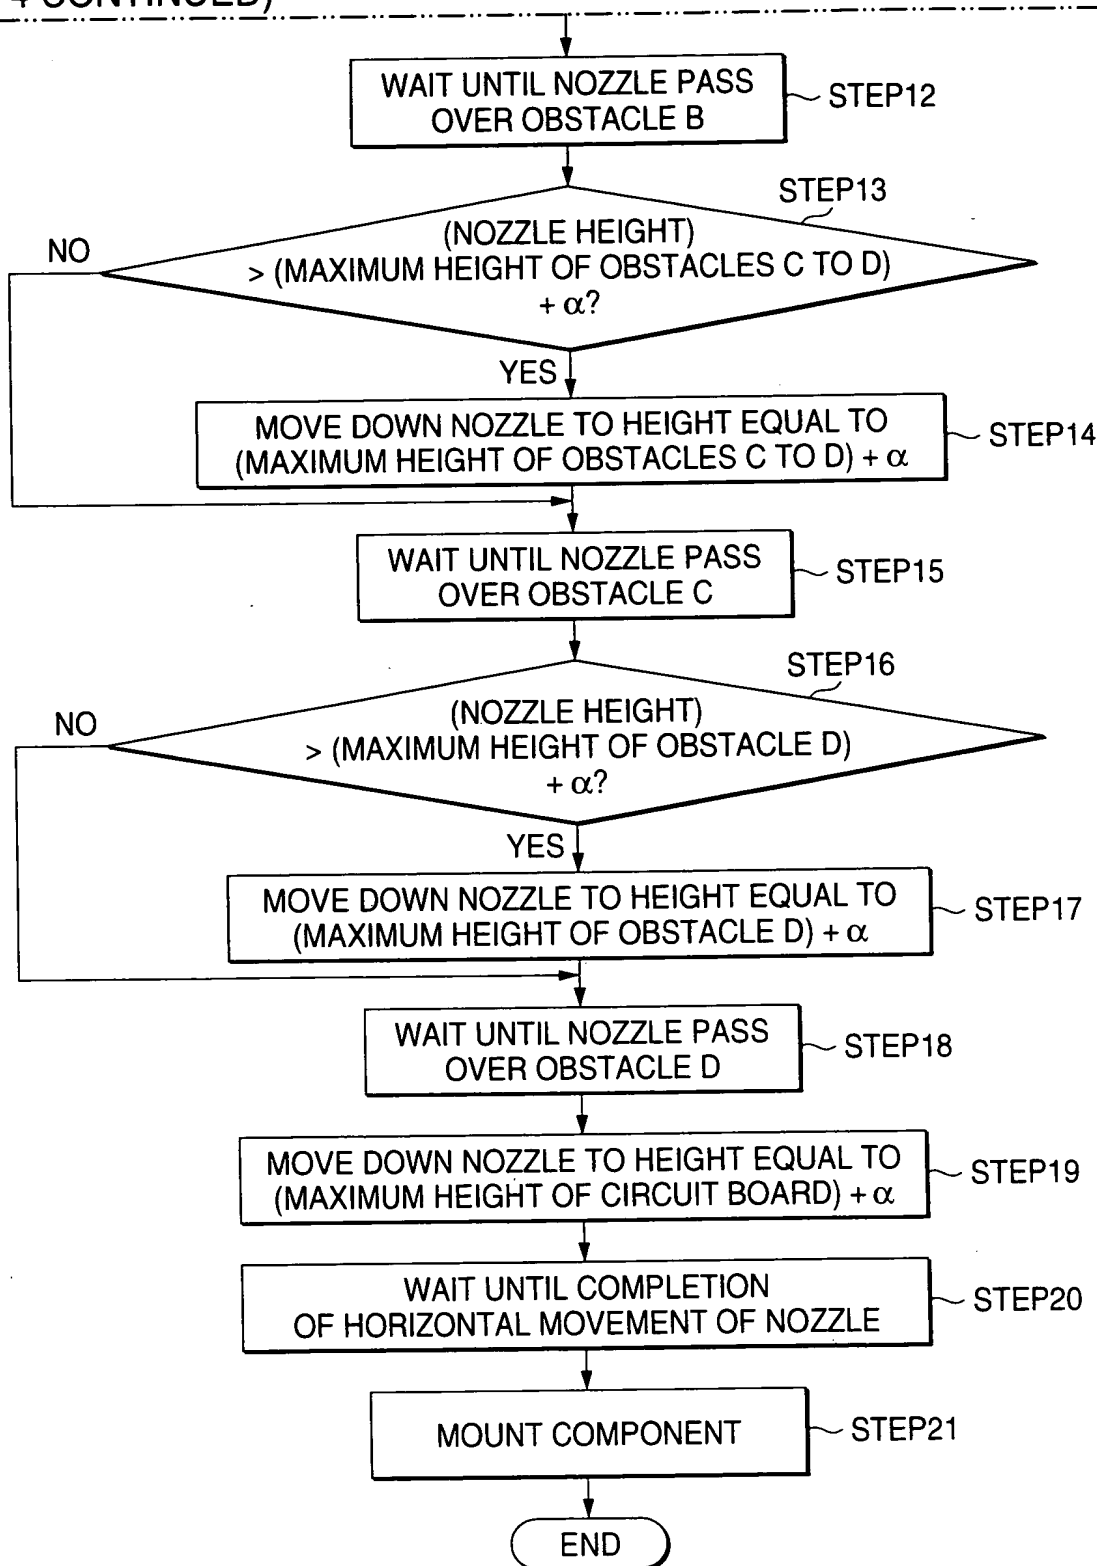 4 CONTINUED)
WAIT UNTIL NOZZLE PASS
OVER OBSTACLE B
STEP12
STEP13
(NOZZLE HEIGHT)
> (MAXIMUM HEIGHT OF OBSTACLES C TO D)
+ α?
NO
YES
MOVE DOWN NOZZLE TO HEIGHT EQUAL TO
(MAXIMUM HEIGHT OF OBSTACLES C TO D) + α
STEP14
WAIT UNTIL NOZZLE PASS
OVER OBSTACLE C
STEP15
STEP16
(NOZZLE HEIGHT)
> (MAXIMUM HEIGHT OF OBSTACLE D)
+ α?
NO
YES
MOVE DOWN NOZZLE TO HEIGHT EQUAL TO
(MAXIMUM HEIGHT OF OBSTACLE D) + α
STEP17
WAIT UNTIL NOZZLE PASS
OVER OBSTACLE D
STEP18
MOVE DOWN NOZZLE TO HEIGHT EQUAL TO
(MAXIMUM HEIGHT OF CIRCUIT BOARD) + α
STEP19
WAIT UNTIL COMPLETION
OF HORIZONTAL MOVEMENT OF NOZZLE
STEP20
MOUNT COMPONENT
STEP21
END